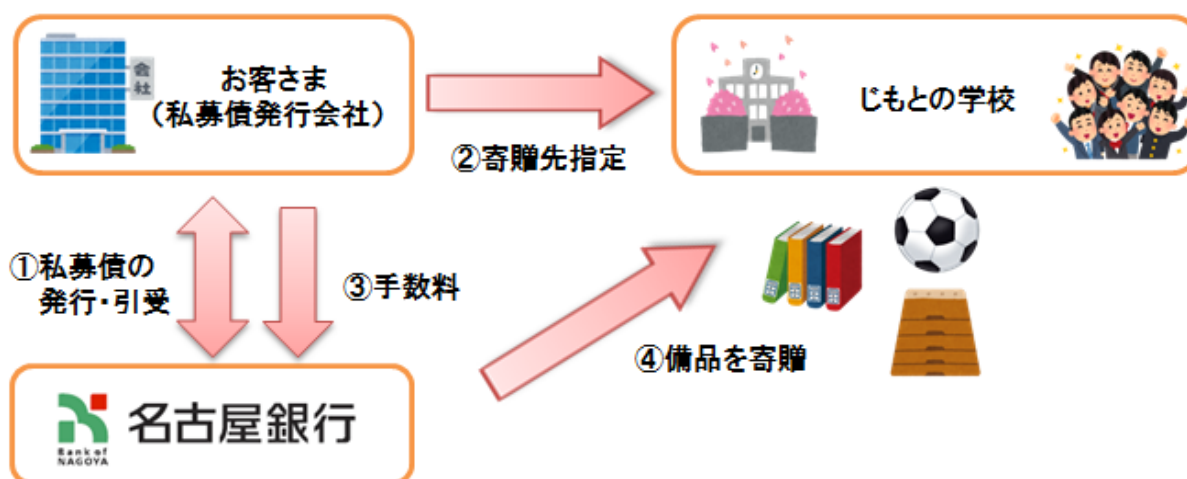 会社
お客さま
（私募債発行会社）
じもとの学校
②寄贈先指定
①私募債の
発行・引受
③手数料
④備品を寄贈
名古屋銀行
Bank of
NAGOYA